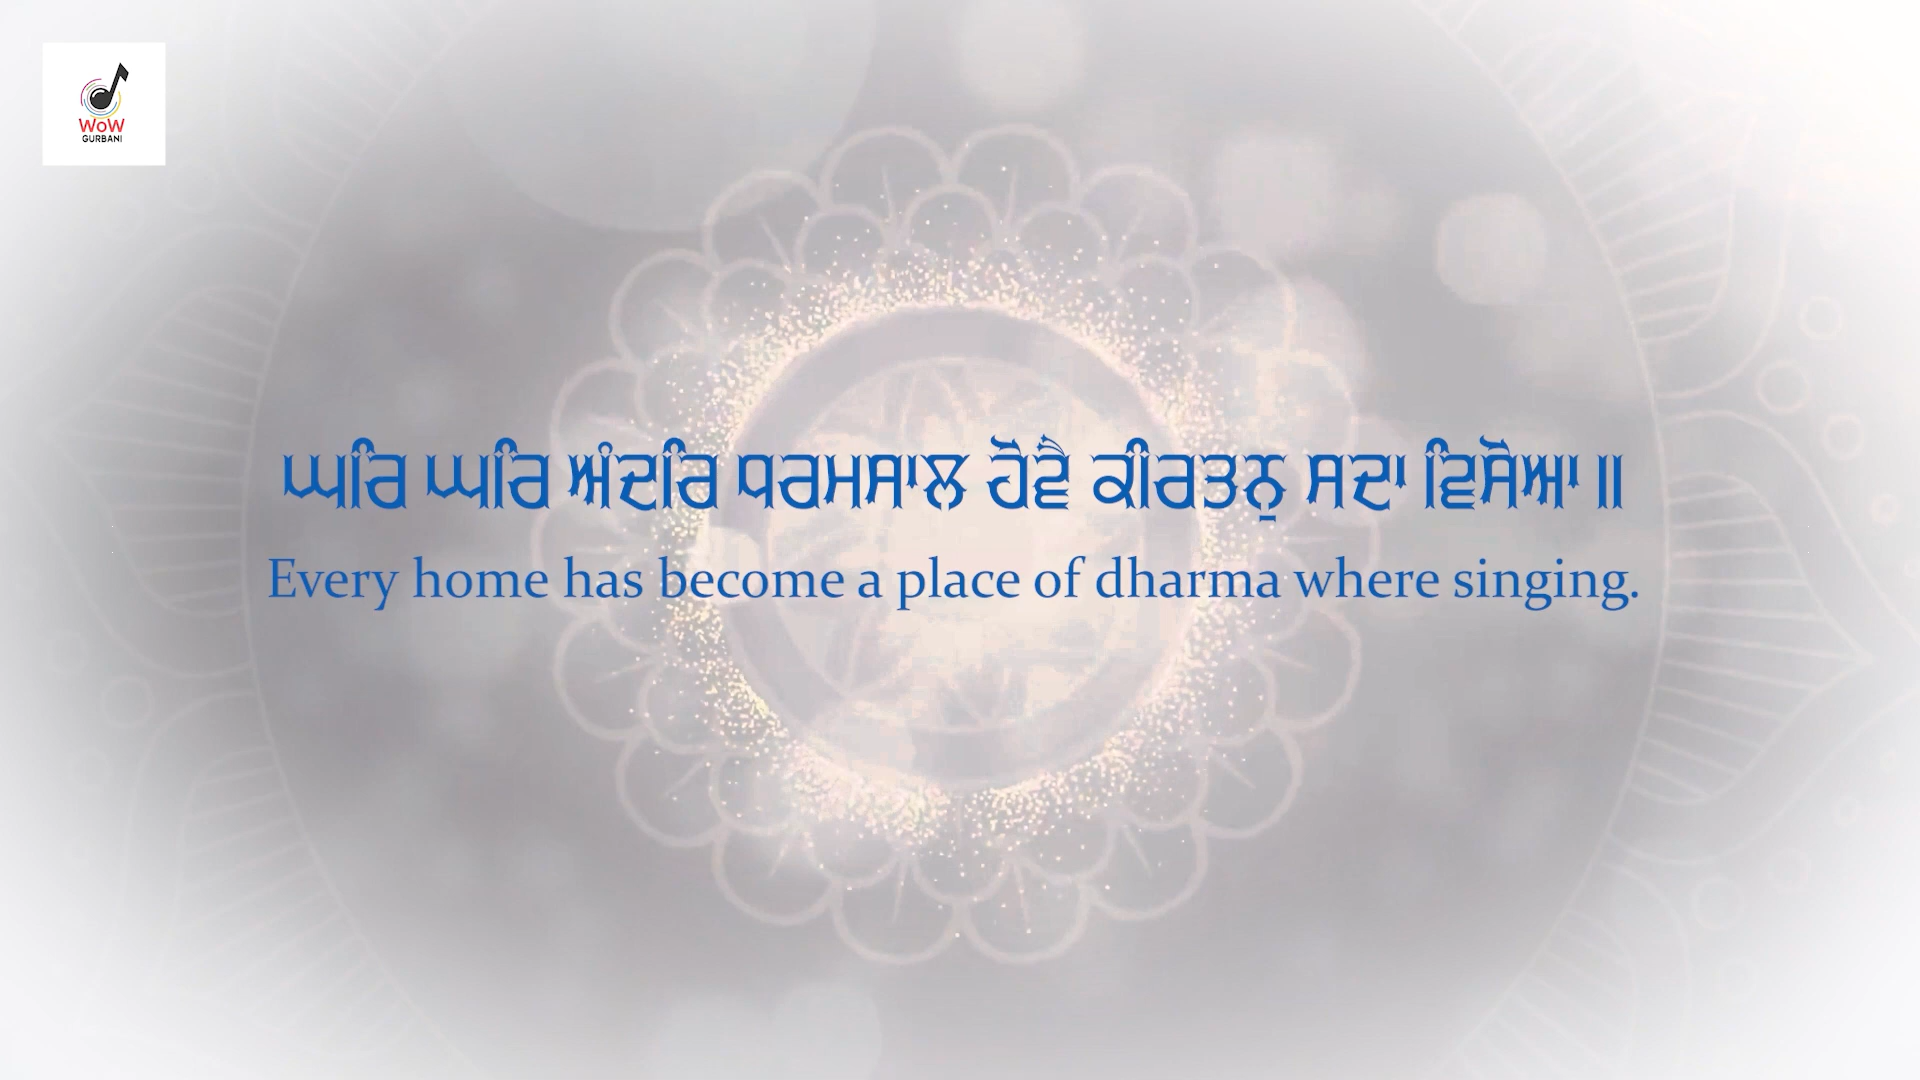 WoW
GURBANI
ਘਰਿ ਘਰਿ ਅੰਦਰਿ ਧਰਮਸਾਲ ਹੋਵੈ ਕੀਰਤਨੁ ਸਦਾ ਵਿਸੋਆ ॥
Every home has become a place of dharma where singing.